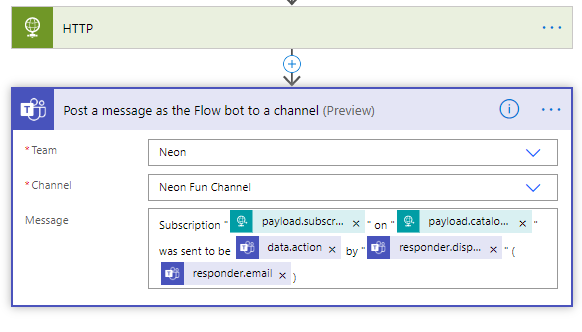 HTTP
Post a message as the Flow bot to a channel (Preview)
* Team
Neon
* Channel
Neon Fun Channel
Message
Subscription " payload.subscr... × " on " payload.catalo... × "
was sent to be data.action × by " responder.disp... × " (
responder.email × )